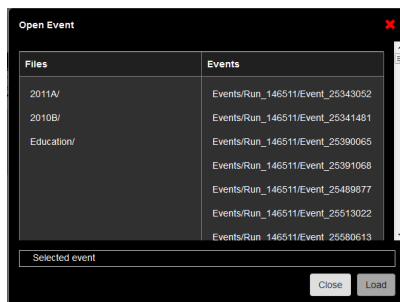 Open Event
Files
Events
2011A/
2010B/
Education/
Events/Run_146511/Event_25343052
Events/Run_146511/Event_25341481
Events/Run_146511/Event_25390065
Events/Run_146511/Event_25391068
Events/Run_146511/Event_25489877
Events/Run_146511/Event_25513022
Events/Run_146511/Event_25580613
Selected event
Close
Load